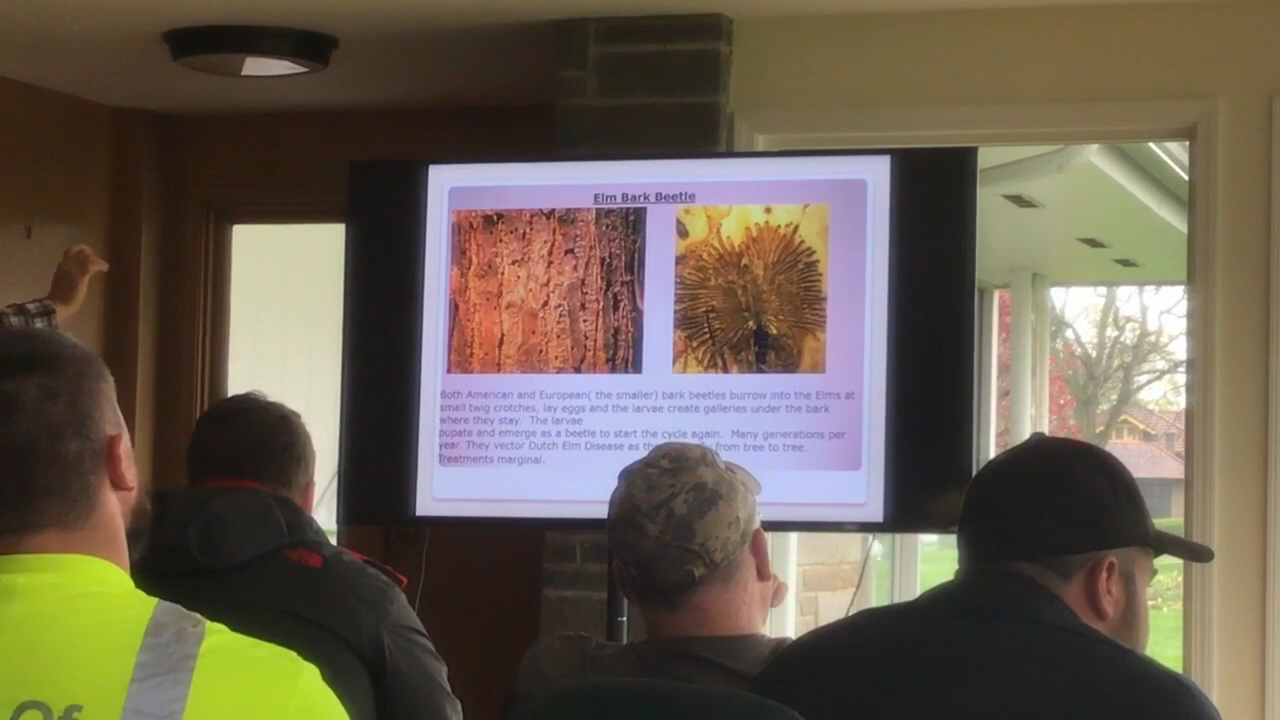 Elm Bark Beetle
Both American and European( the smaller) bark beetles burrow into the Elms at
small twig crotches, lay eggs and the larvae create galleries under the bark
where they stay. The larvae
pupate and emerge as a beetle to start the cycle again. Many generations per
year. They vector Dutch Elm Disease as from tree to tree.
Treatments marginal.
Of